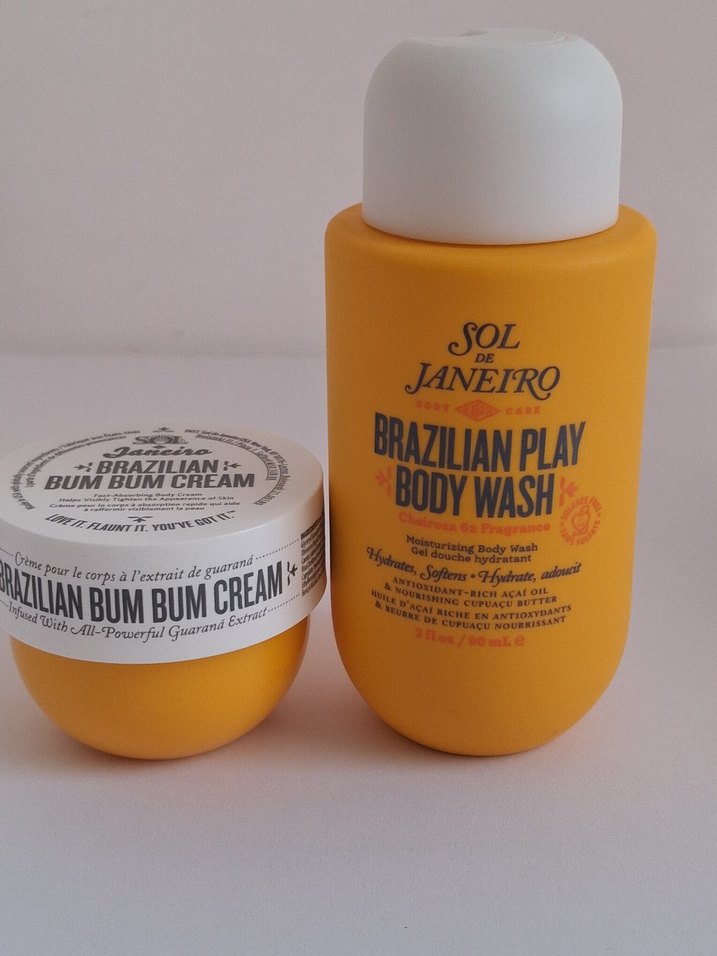 SOL
DE
JANEIRO
BODY CARE
BRAZILIAN PLAY
BODY WASH
Cheirosa 62 Fragrance
Moisturizing Body Wash
Gel douche hydratant
Hydrates, Softens • Hydrate, adoucit
ANTIOXIDANT-RICH AÇAÍ OIL
& NOURISHING CUPUAÇU BUTTER
HUILE D'AÇAÍ RICHE EN ANTIOXYDANTS
& BEURRE DE CUPUAÇU NOURRISSANT
3 fl oz / 90 mL e
SOL
Janeiro
BRAZILIAN
BUM BUM CREAM
Fast-Absorbing Body Cream
Helps Visibly Tighten the Appearance of Skin
Crème pour le corps à absorption rapide qui aide
à raffermir visiblement la peau
LOVE IT. FLAUNT IT. YOU'VE GOT IT.™
Crème pour le corps à l'extrait de guaraná
BRAZILIAN BUM BUM CREAM
Infused With All-Powerful Guaraná Extract